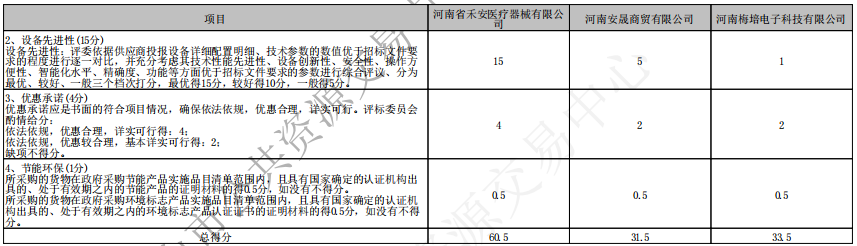 项目 河南省禾安医疗器械有限公司 河南安晟商贸有限公司 河南梅培电子科技有限公司
2、设备先进性(15分)
设备先进性：评委依据供应商投报设备详细配置明细、技术参数的数值优于招标文件要
求的程度进行逐一对比，并充分考虑其技术性能先进性、设备创新性、安全性、操作方
便性、智能化水平、精确度、功能等方面优于招标文件要求的参数进行综合评议、分为
最优、较好、一般三个档次打分，最优得15分，较好得10分，一般得5分。
15 5 1
3、优惠承诺(4分)
优惠承诺应是书面的符合项目情况，确保依法依规，优惠合理，详实可行。评标委员会
酌情给分：
依法依规，优惠合理，详实可行得：4；
依法依规，优惠较合理，基本详实可行得：2；
缺项不得分。
4 2 2
4、节能环保(1分)
所采购的货物在政府采购节能产品实施品目清单范围内，且具有国家确定的认证机构出
具的、处于有效期之内的节能产品的证明材料的得0.5分，如没有不得分。
所采购的货物在政府采购环境标志产品实施品目清单范围内，且具有国家确定的认证机
构出具的、处于有效期之内的环境标志产品认证证书的证明材料的得0.5分，如没有不得
分。
0.5 0.5 0.5
总得分 60.5 31.5 33.5
共资源交易中心
源交易中心